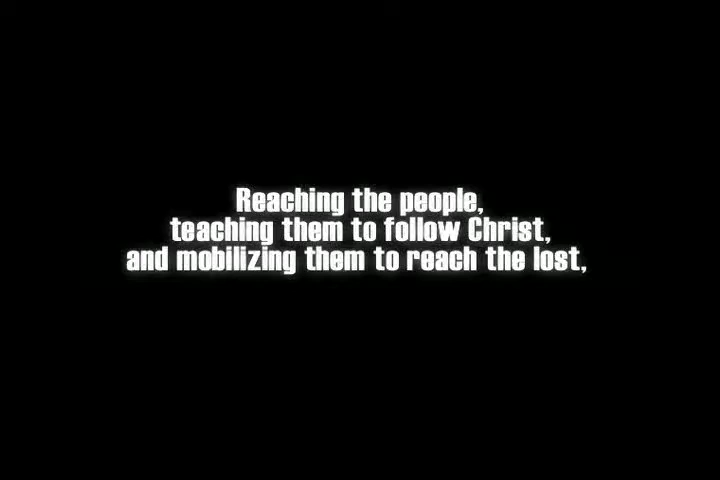 Reaching the people,
teaching them to follow Christ,
and mobilizing them to reach the lost,